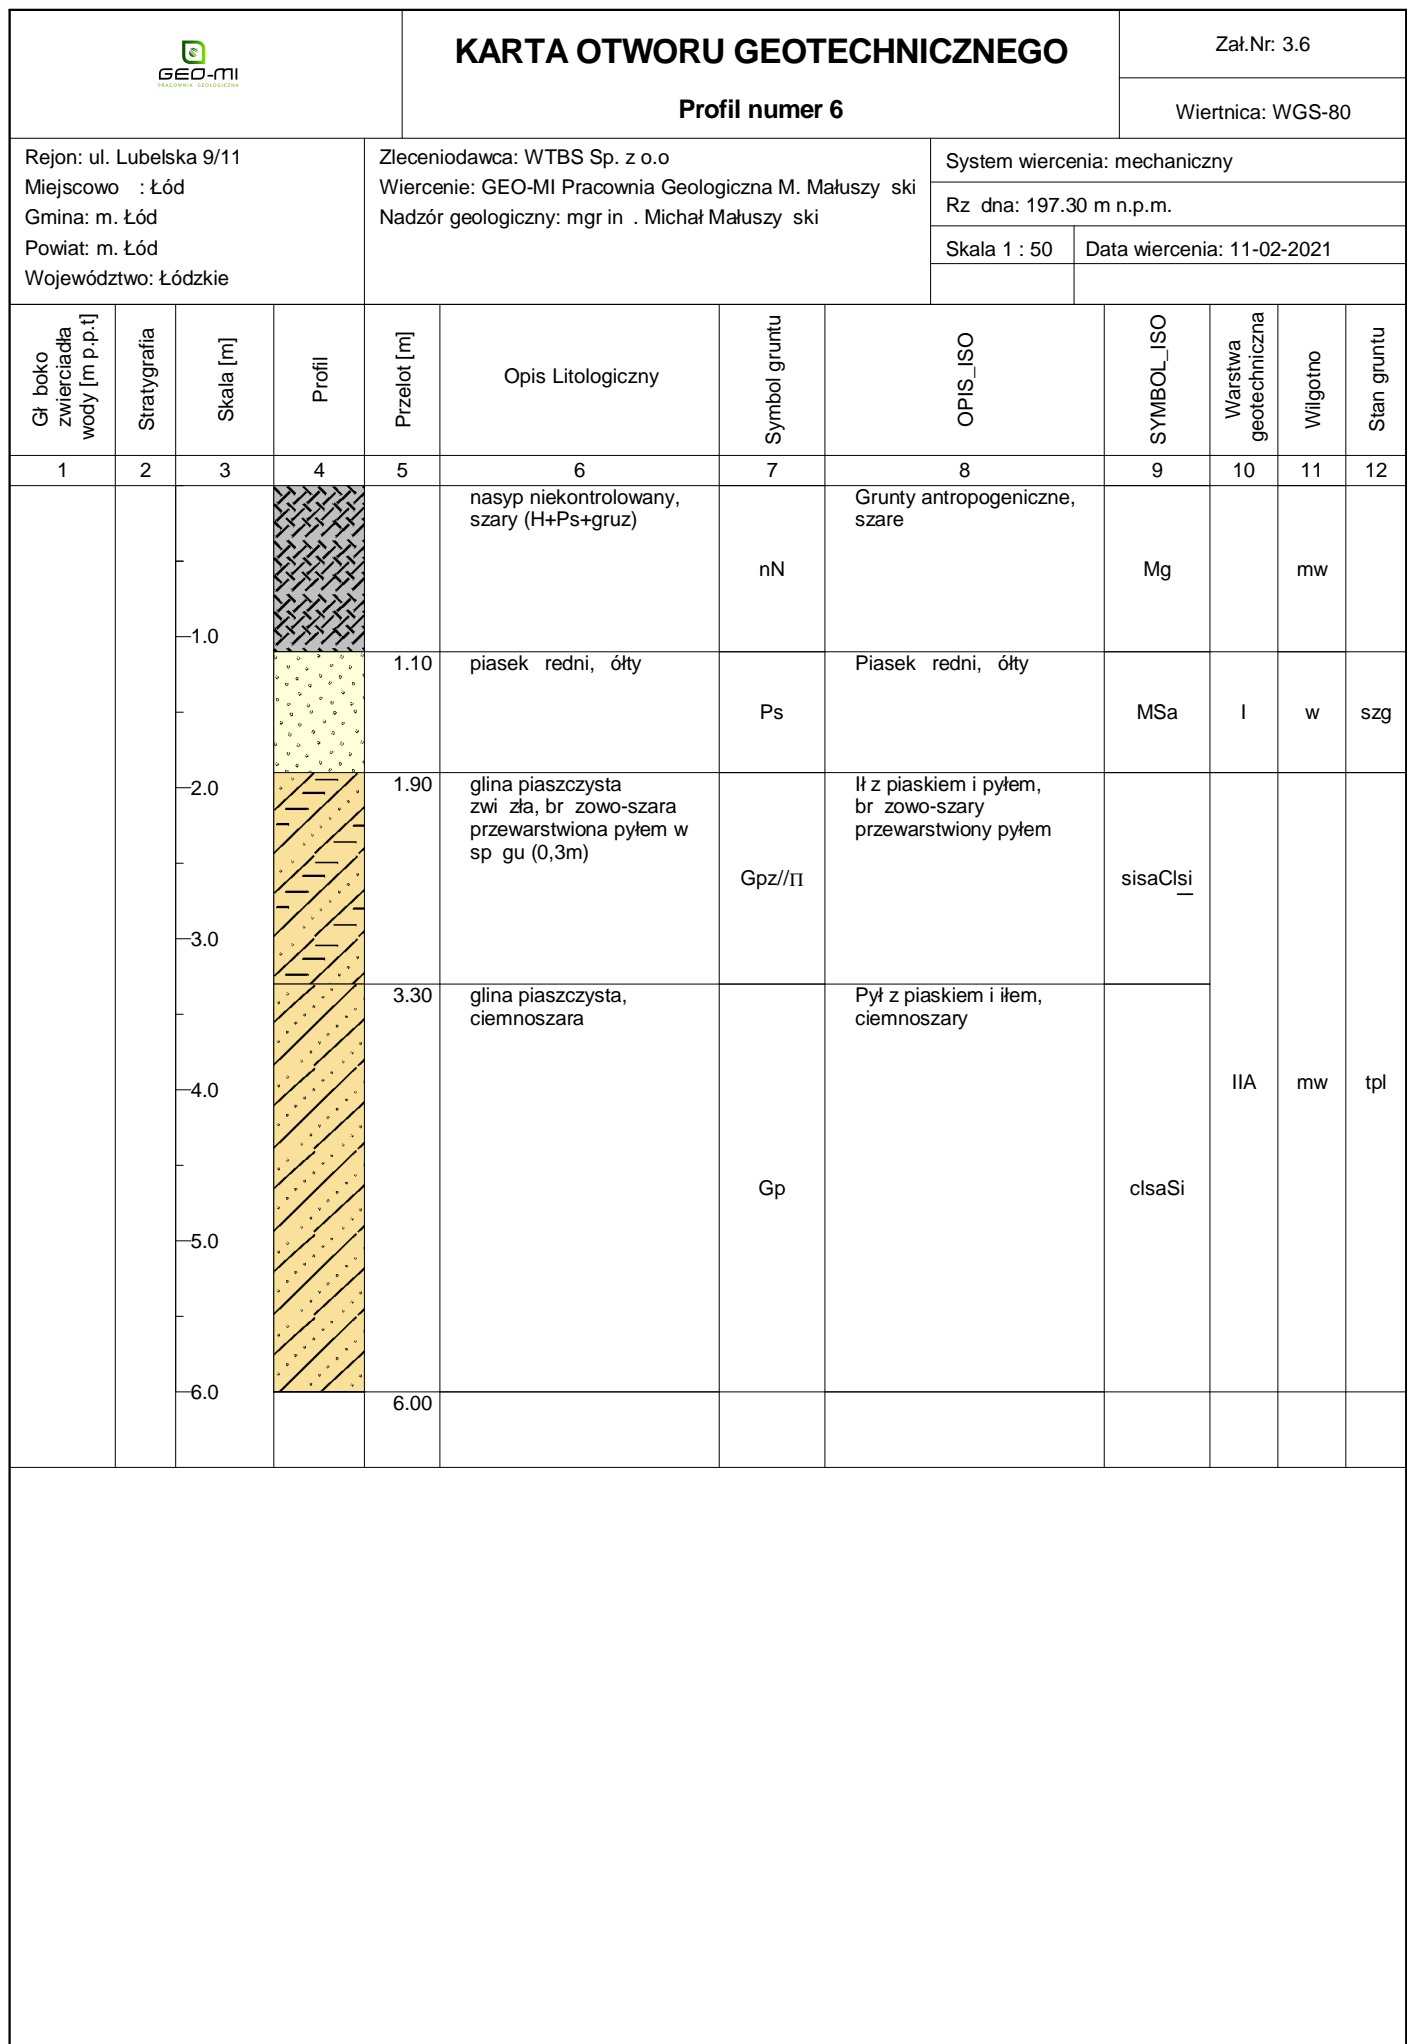 GEO-MI
PRACOWNIA GEOLOGICZNA
KARTA OTWORU GEOTECHNICZNEGO
Profil numer 6
Zał.Nr: 3.6
Wiertnica: WGS-80
Rejon: ul. Lubelska 9/11
Miejscowo : Łód
Gmina: m. Łód
Powiat: m. Łód
Województwo: Łódzkie
Zleceniodawca: WTBS Sp. z o.o
Wiercenie: GEO-MI Pracownia Geologiczna M. Małuszy ski
Nadzór geologiczny: mgr in . Michał Małuszy ski
System wiercenia: mechaniczny
Rz dna: 197.30 m n.p.m.
Skala 1 : 50
Data wiercenia: 11-02-2021
Gł boko
zwierciadła
wody [m p.p.t]
Stratygrafia
Skala [m]
Profil
Przelot [m]
Opis Litologiczny
Symbol gruntu
OPIS_ISO
SYMBOL_ISO
Warstwa
geotechniczna
Wilgotno
Stan gruntu
1 2 3 4 5 6 7 8 9 10 11 12
nasyp niekontrolowany,
szary (H+Ps+gruz)
nN
Grunty antropogeniczne,
szare
Mg
mw
1.0
1.10
piasek redni, ółty
Ps
Piasek redni, ółty
MSa
I
w
szg
2.0
1.90
glina piaszczysta
zwi zła, br zowo-szara
przewarstwiona pyłem w
sp gu (0,3m)
Gpz//Π
Ił z piaskiem i pyłem,
br zowo-szary
przewarstwiony pyłem
sisaClsi
3.0
3.30
glina piaszczysta,
ciemnoszara
Gp
Pył z piaskiem i iłem,
ciemnoszary
clsaSi
4.0
IIA
mw
tpl
5.0
6.0
6.00